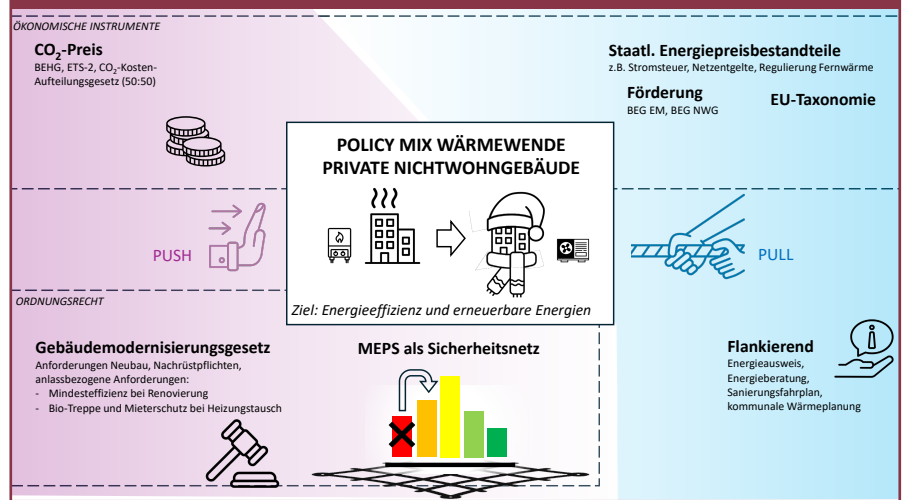 ÖKONOMISCHE INSTRUMENTE
CO₂-Preis
BEHG, ETS-2, CO₂-Kosten-
Aufteilungsgesetz (50:50)
Staatl. Energiepreisbestandteile
z.B. Stromsteuer, Netzentgelte, Regulierung Fernwärme
Förderung
BEG EM, BEG NWG
EU-Taxonomie
POLICY MIX WÄRMEWENDE
PRIVATE NICHTWOHNGEBÄUDE
Ziel: Energieeffizienz und erneuerbare Energien
PUSH
PULL
ORDNUNGSRECHT
Gebäudemodernisierungsgesetz
Anforderungen Neubau, Nachrüstpflichten,
anlassbezogene Anforderungen:
- Mindesteffizienz bei Renovierung
- Bio-Treppe und Mieterschutz bei Heizungstausch
MEPS als Sicherheitsnetz
Flankierend
Energieausweis,
Energieberatung,
Sanierungsfahrplan,
kommunale Wärmeplanung